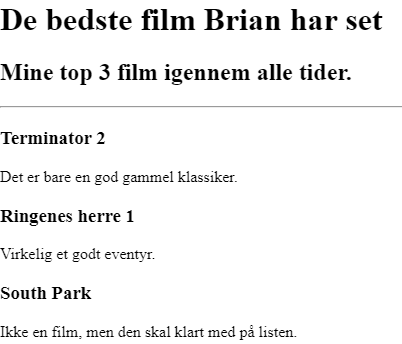 De bedste film Brian har set
Mine top 3 film igennem alle tider.
Terminator 2
Det er bare en god gammel klassiker.
Ringenes herre 1
Virkelig et godt eventyr.
South Park
Ikke en film, men den skal klart med på listen.